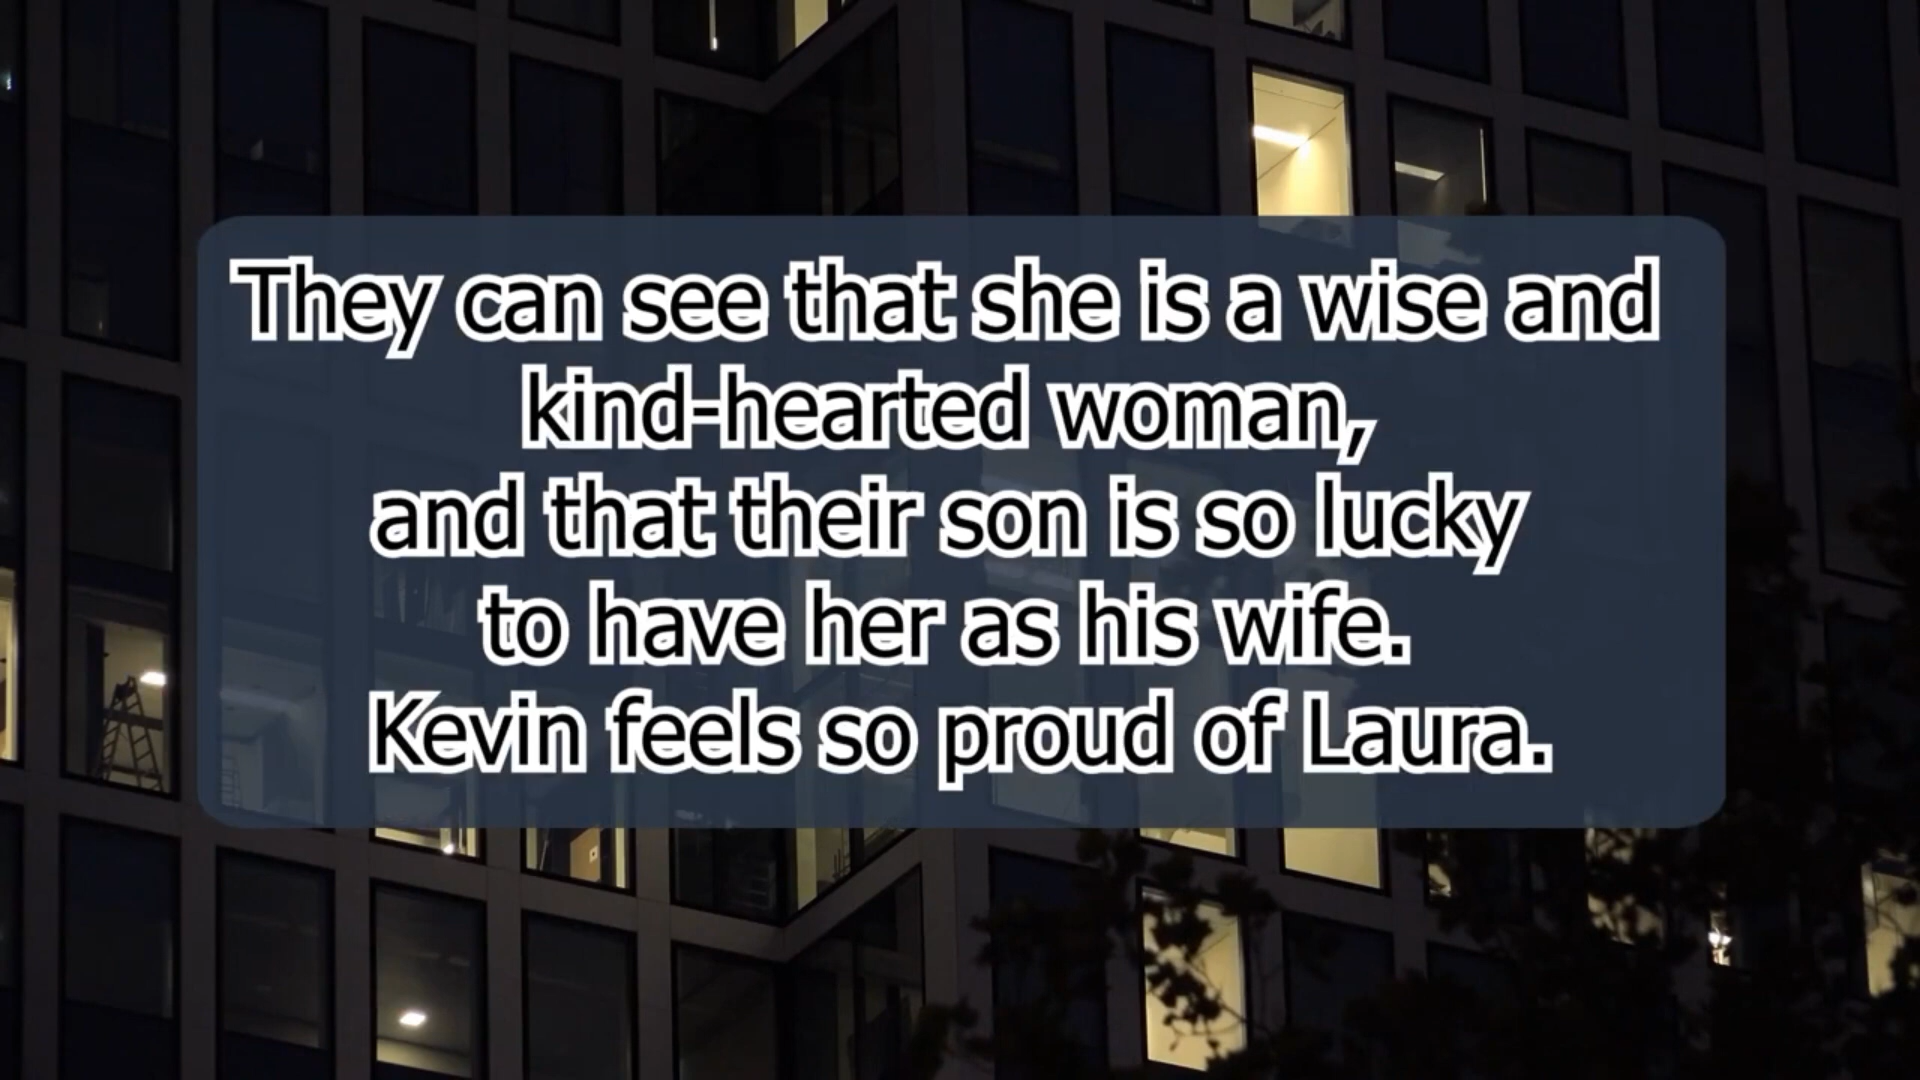 They can see that she is a wise and
kind-hearted woman,
and that their son is so lucky
to have her as his wife.
Kevin feels so proud of Laura.